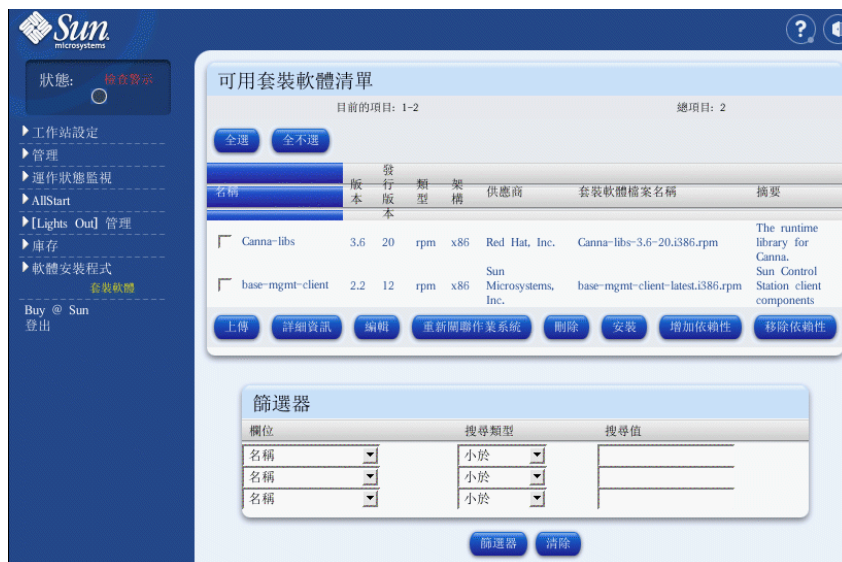 Sun
microsystems
?
狀態: 檢查警示
工作站設定
管理
運作狀態監視
AllStart
[Lights Out] 管理
庫存
軟體安裝程式
套裝軟體
Buy @ Sun
登出
可用套裝軟體清單
目前的項目: 1-2 總項目: 2
全選 全不選
名稱 版本 發行版本 類型 架構 供應商 套裝軟體檔案名稱 摘要
Canna-libs 3.6 20 rpm x86 Red Hat, Inc. Canna-libs-3.6-20.i386.rpm The runtime library for Canna.
base-mgmt-client 2.2 12 rpm x86 Sun Microsystems, Inc. base-mgmt-client-latest.i386.rpm Sun Control Station client components
上傳 詳細資訊 編輯 重新關聯作業系統 刪除 安裝 增加依賴性 移除依賴性
篩選器
欄位 搜尋類型 搜尋值
名稱 小於
名稱 小於
名稱 小於
篩選器 清除